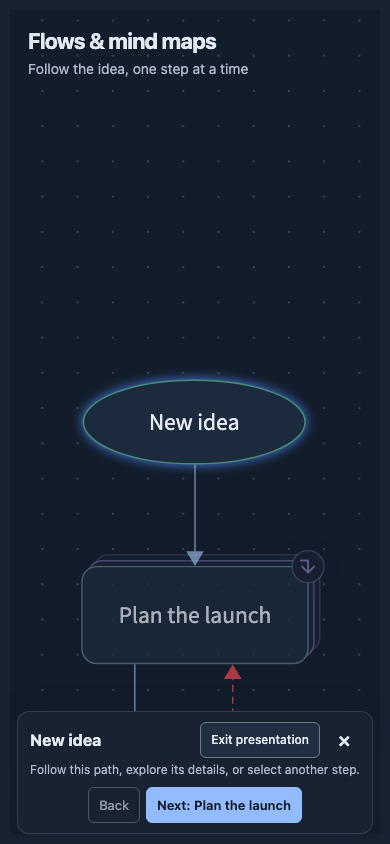 Flows & mind maps
Follow the idea, one step at a time
New idea
Plan the launch
New idea
Exit presentation
Follow this path, explore its details, or select another step.
Back
Next: Plan the launch